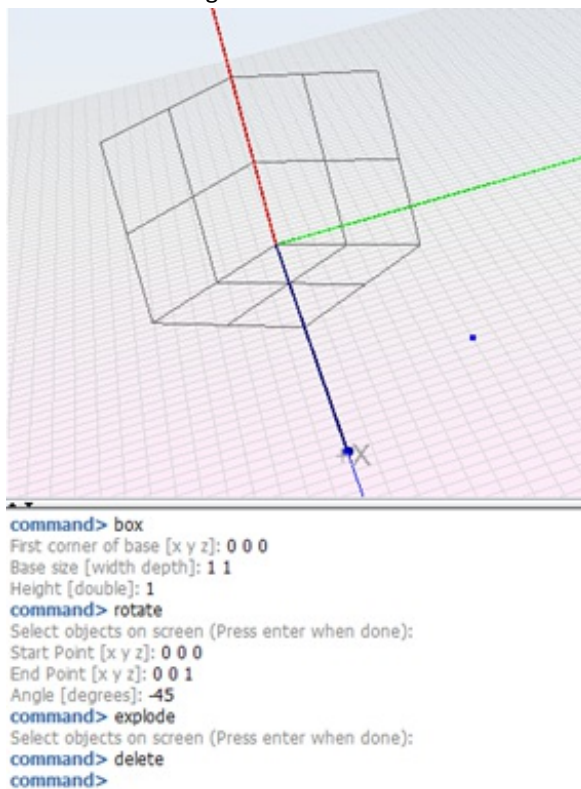 X
command> box
First corner of base [x y z]: 0 0 0
Base size [width depth]: 1 1
Height [double]: 1
command> rotate
Select objects on screen (Press enter when done):
Start Point [x y z]: 0 0 0
End Point [x y z]: 0 0 1
Angle [degrees]: -45
command> explode
Select objects on screen (Press enter when done):
command> delete
command>